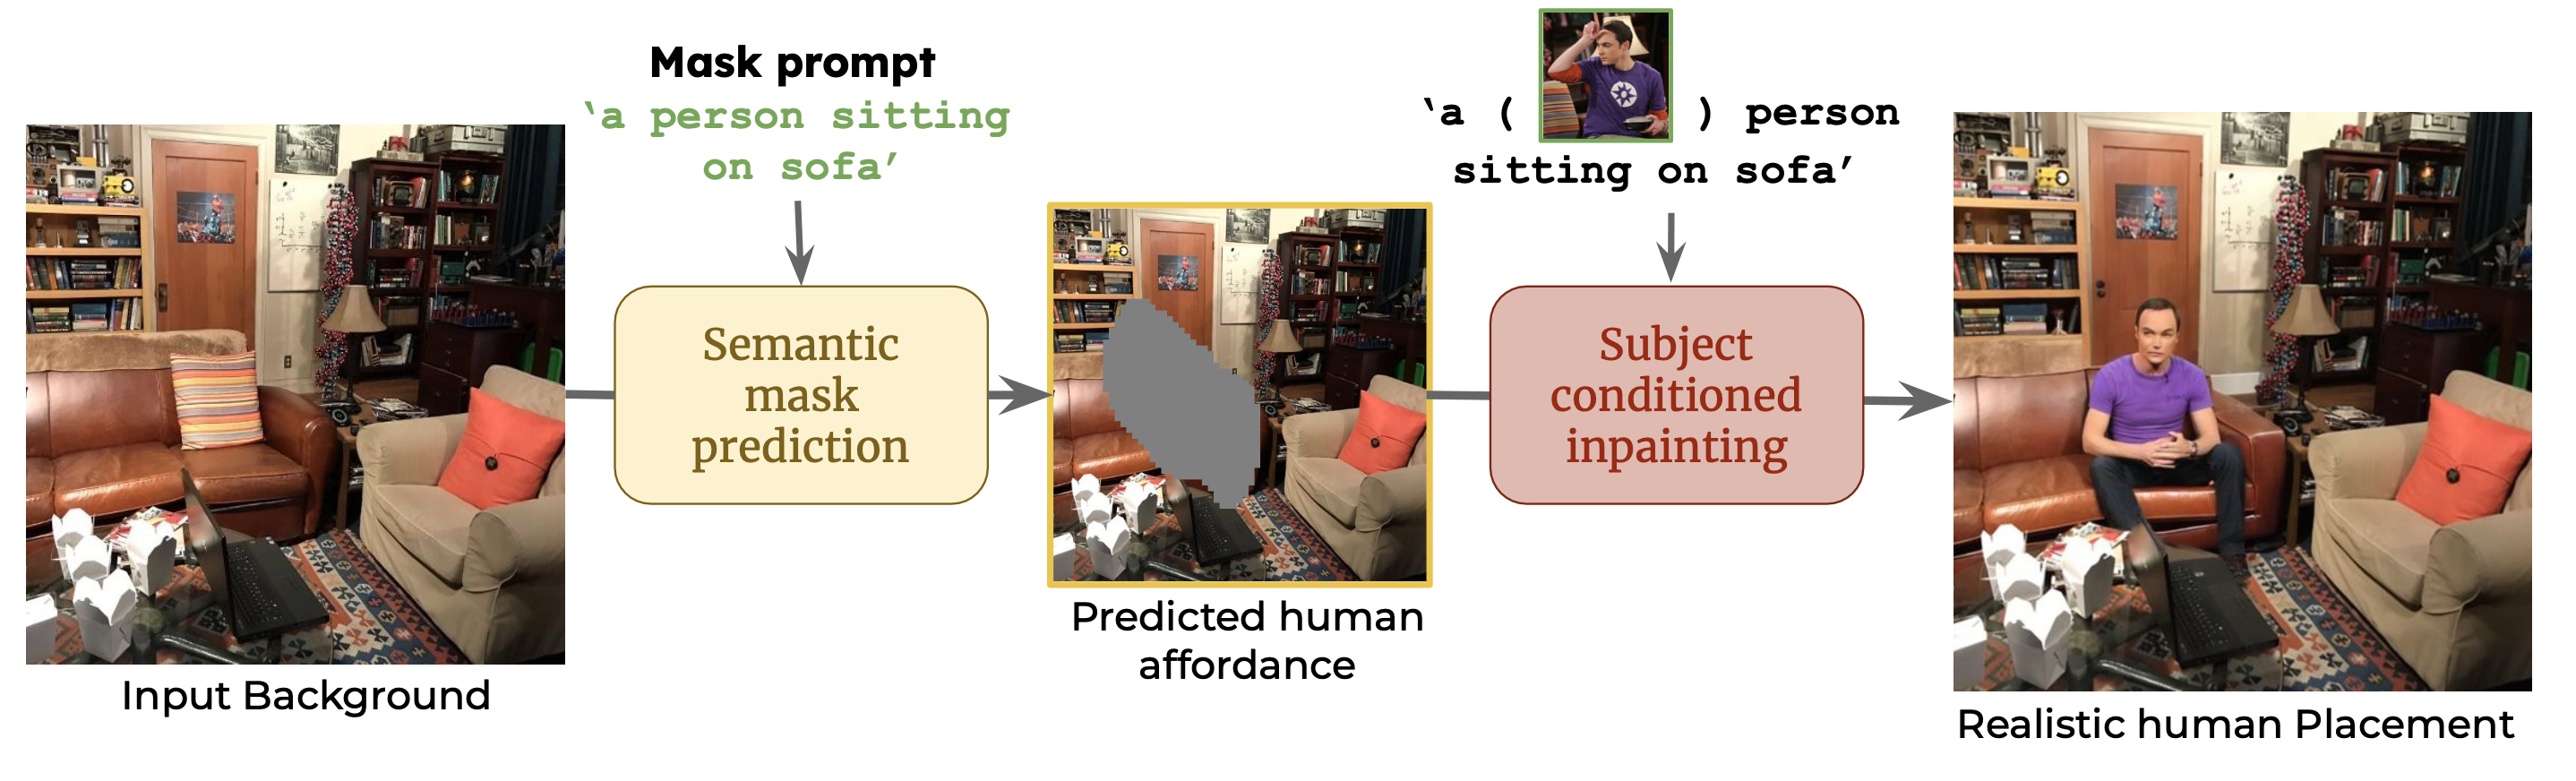 Mask prompt
‘a person sitting
on sofa’
‘a ( ) person
sitting on sofa’
Semantic
mask
prediction
Subject
conditioned
inpainting
Input Background
Predicted human
affordance
Realistic human Placement